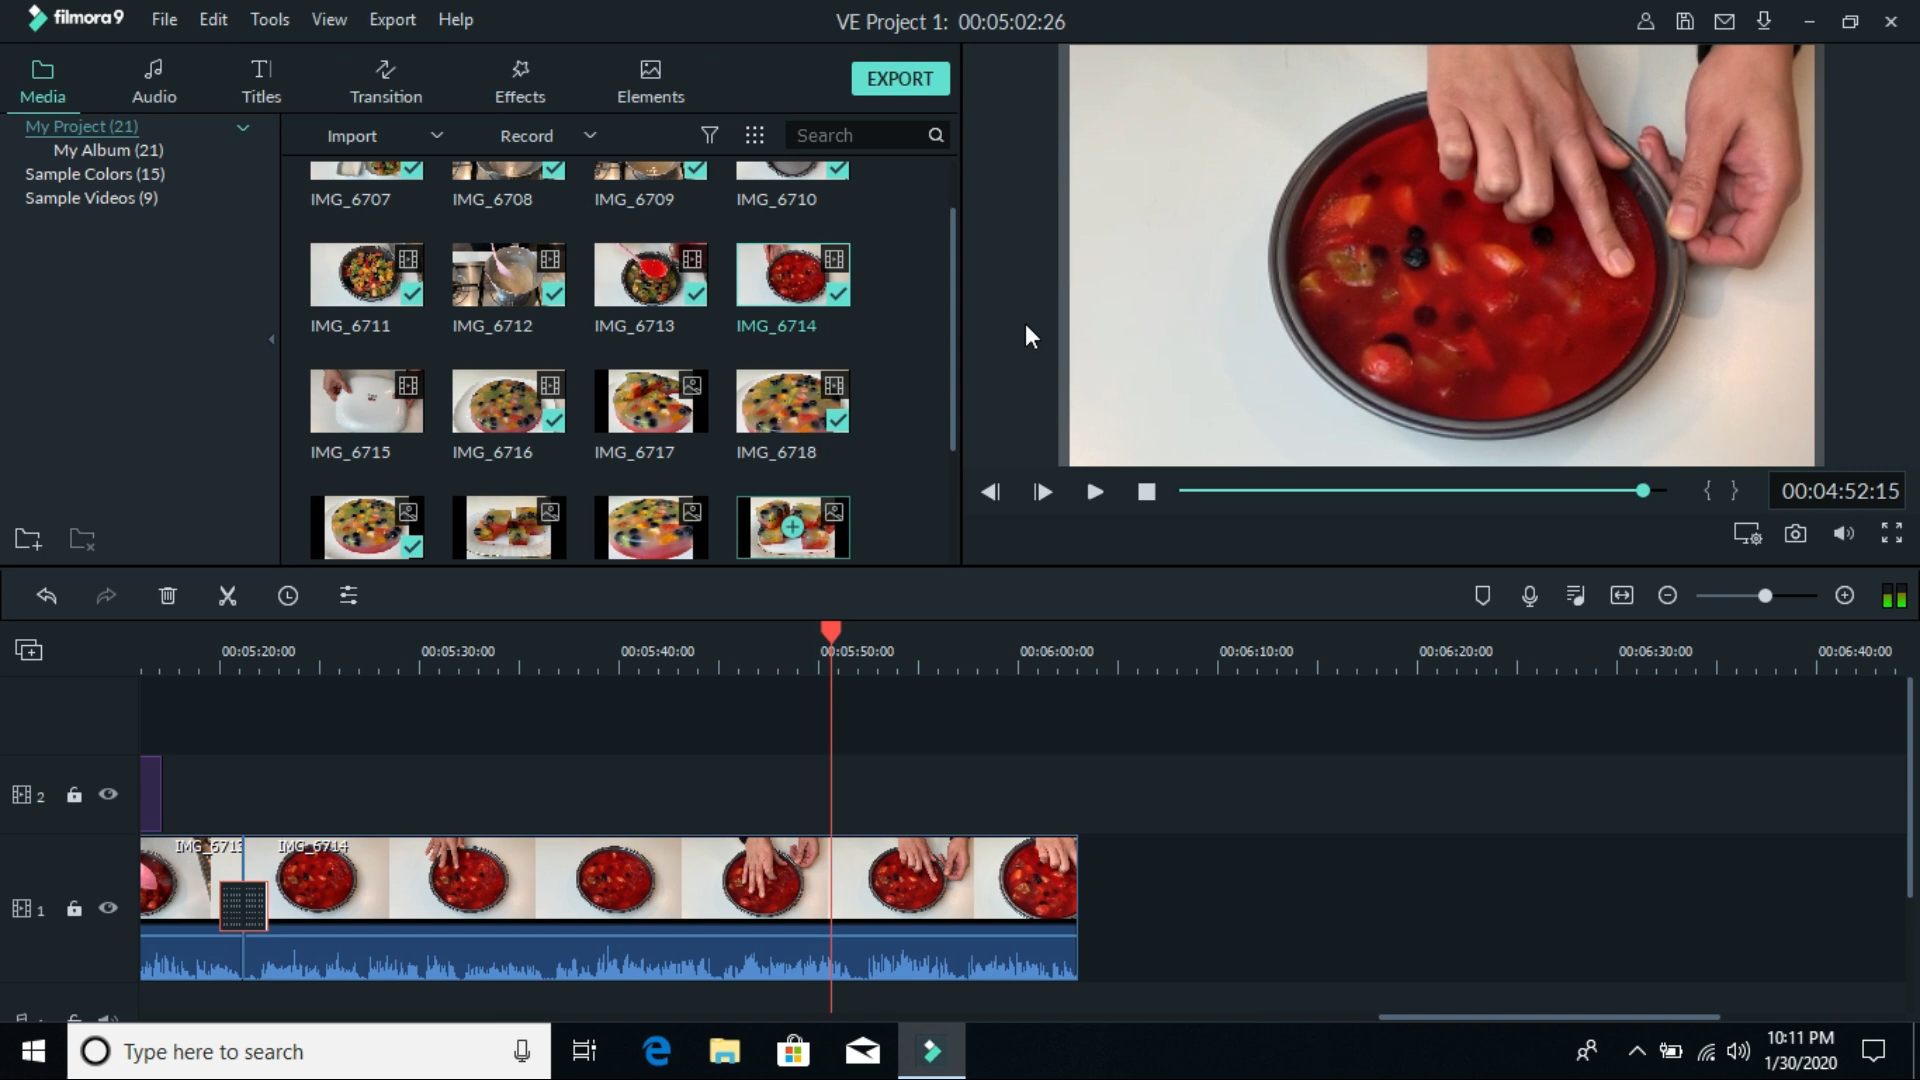 filmora9 File Edit Tools View Export Help VE Project 1: 00:05:02:26
Media Audio Titles Transition Effects Elements EXPORT
My Project (21)
My Album (21)
Sample Colors (15)
Sample Videos (9)
Import Record Search
IMG_6707 IMG_6708 IMG_6709 IMG_6710
IMG_6711 IMG_6712 IMG_6713 IMG_6714
IMG_6715 IMG_6716 IMG_6717 IMG_6718
{ } 00:04:52:15
00:05:20:00 00:05:30:00 00:05:40:00 00:05:50:00 00:06:00:00 00:06:10:00 00:06:20:00 00:06:30:00 00:06:40:00
2
IMG_6713 IMG_6714
1
Type here to search
10:11 PM
1/30/2020